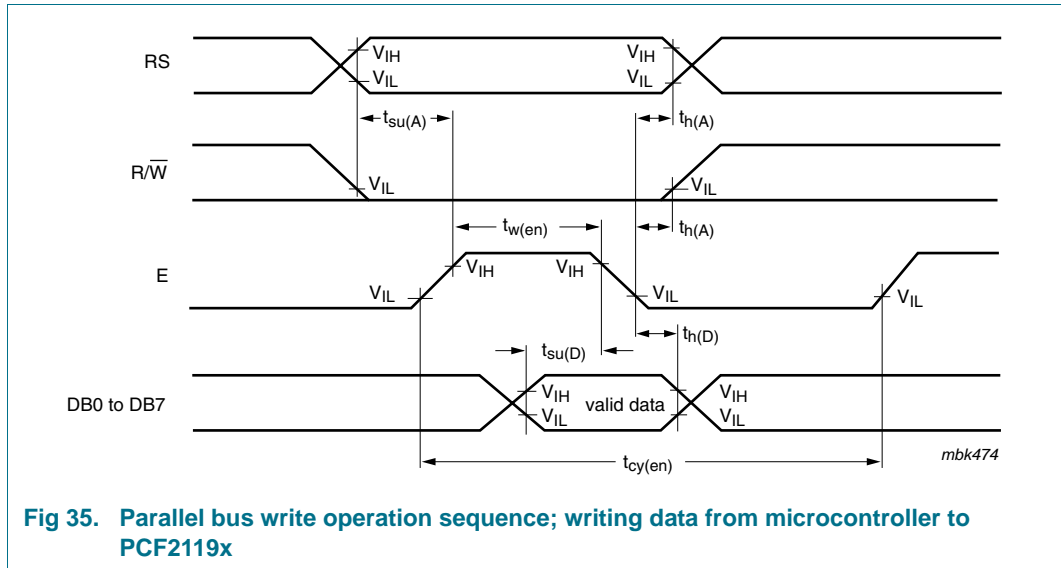 RS
VIH
VIL
VIH
VIL
tsu(A)
th(A)
R/W̅
VIL
VIL
tw(en)
th(A)
E
VIL
VIH
VIH
VIL
VIL
tsu(D)
th(D)
DB0 to DB7
VIH
VIL
valid data
VIH
VIL
tcy(en)
mbk474
Fig 35. Parallel bus write operation sequence; writing data from microcontroller to
PCF2119x